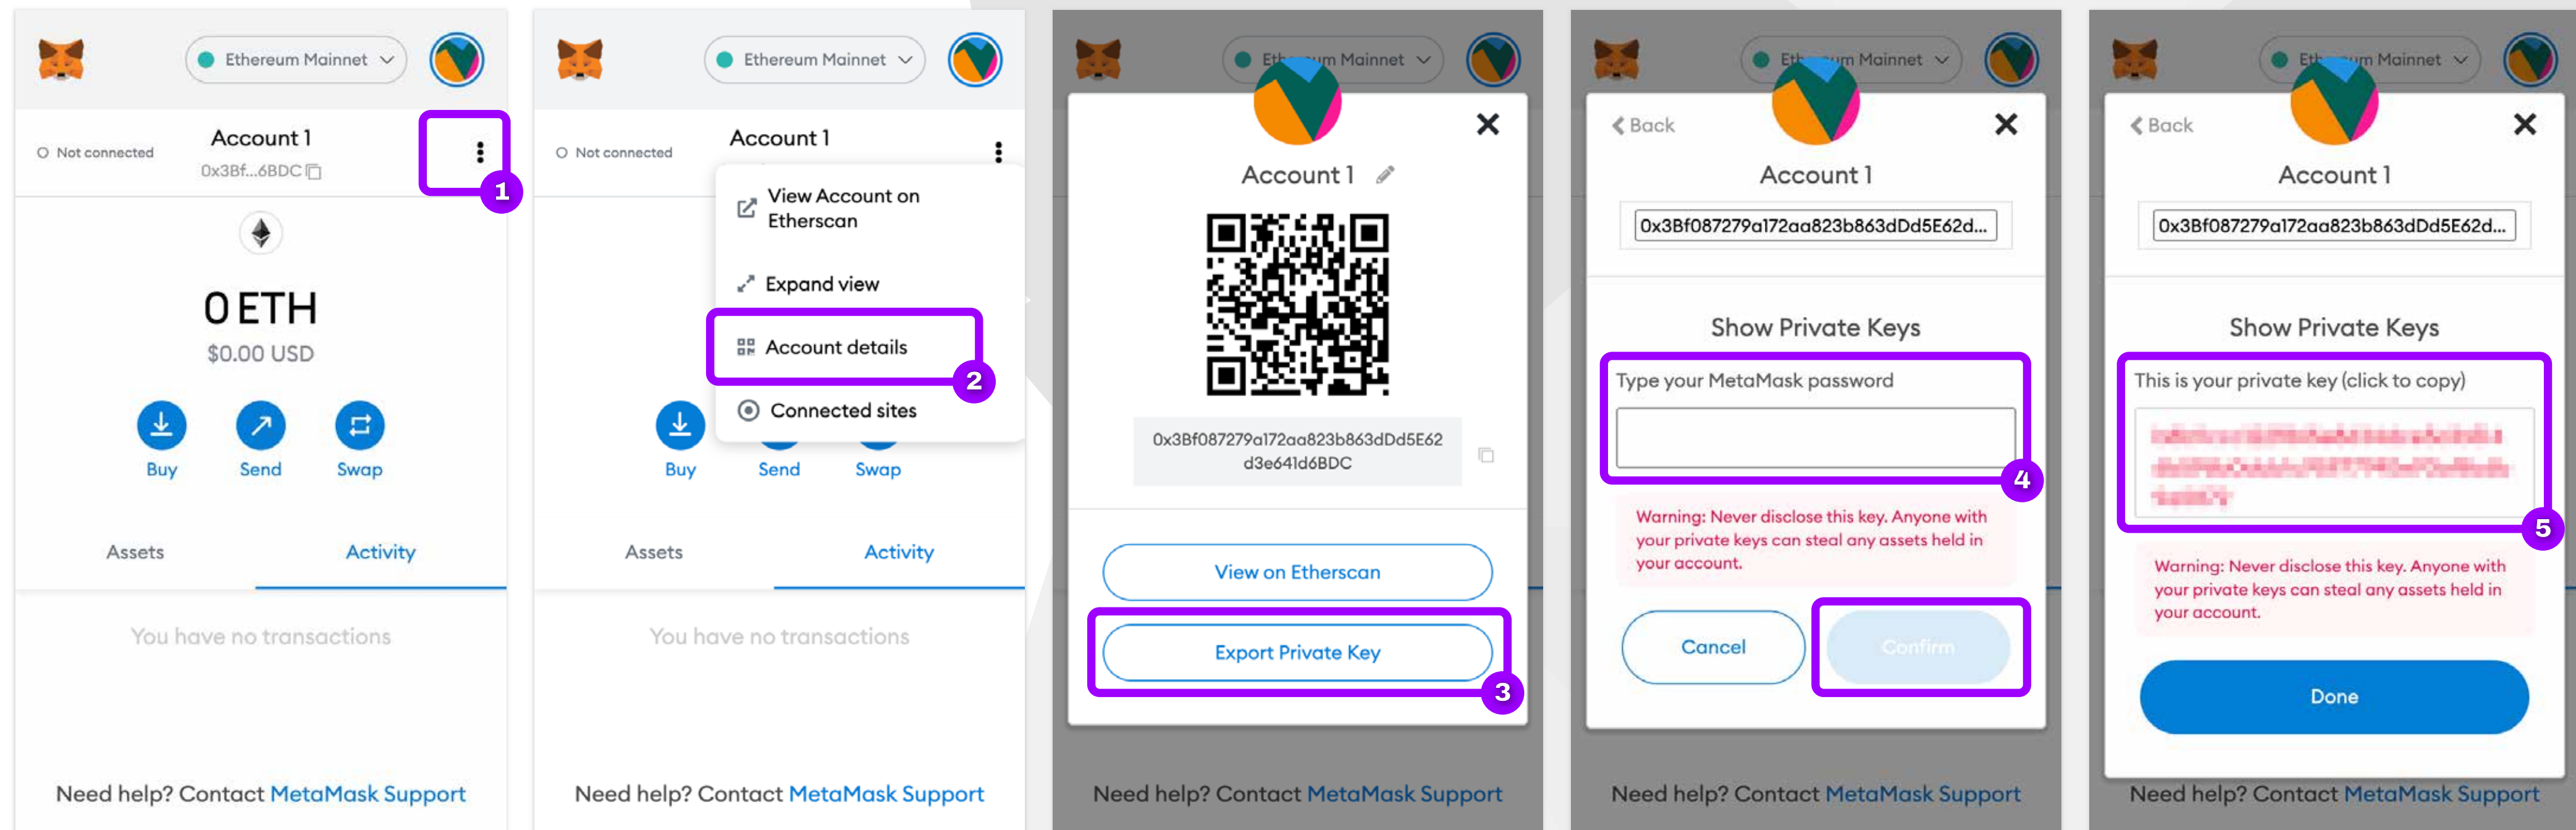 Ethereum Mainnet
Not connected
Account 1
0x3Bf...6BDC
1
0 ETH
$0.00 USD
Buy
Send
Swap
Assets
Activity
You have no transactions
Need help? Contact MetaMask Support
Ethereum Mainnet
Not connected
Account 1
View Account on
Etherscan
Expand view
Account details
2
Connected sites
Buy
Send
Swap
Assets
Activity
You have no transactions
Need help? Contact MetaMask Support
Account 1
0x3Bf087279a172aa823b863dDd5E62
d3e641d6BDC
View on Etherscan
Export Private Key
3
Need help? Contact MetaMask Support
Back
Account 1
0x3Bf087279a172aa823b863dDd5E62d...
Show Private Keys
Type your MetaMask password
4
Warning: Never disclose this key. Anyone with
your private keys can steal any assets held in
your account.
Cancel
Confirm
Need help? Contact MetaMask Support
Back
Account 1
0x3Bf087279a172aa823b863dDd5E62d...
Show Private Keys
This is your private key (click to copy)
5
Warning: Never disclose this key. Anyone with
your private keys can steal any assets held in
your account.
Done
Need help? Contact MetaMask Support